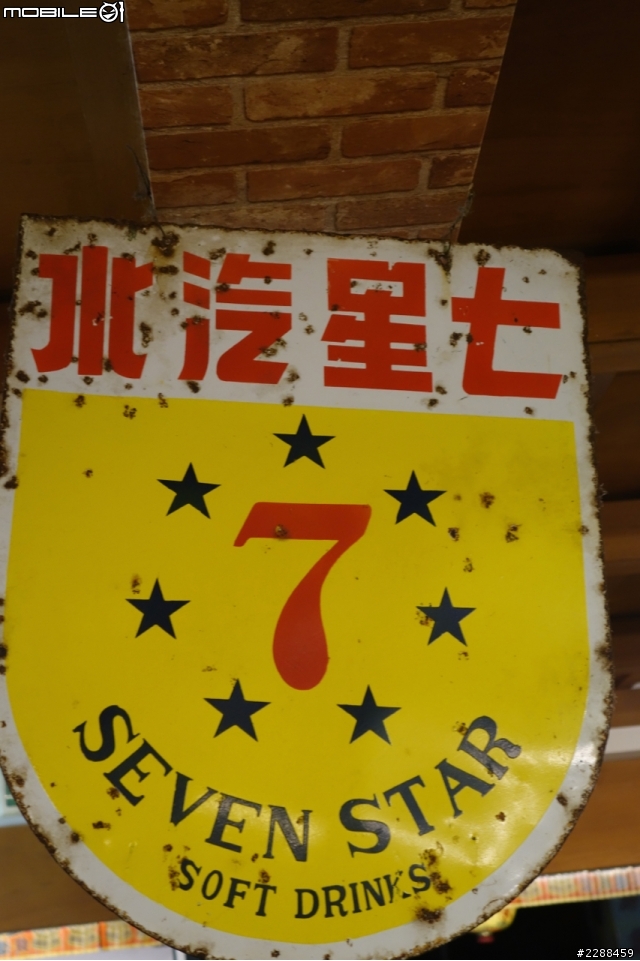 MOBILE01
七星汽水
7
SEVEN STAR
SOFT DRINKS
#2288459